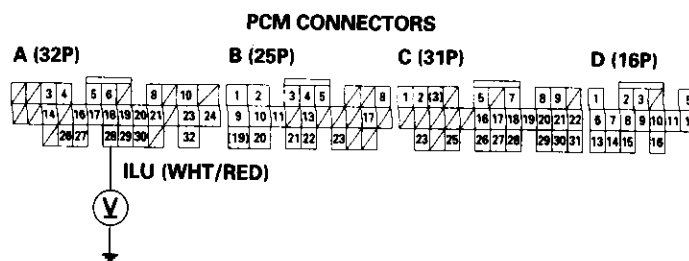 PCM CONNECTORS
A (32P) B (25P) C (31P) D (16P)
3 4 5 6 8 10 1 2 3 4 5 8 1 2 (3) 5 7 8 9 1 2 3
14 16 17 18 19 20 21 23 24 9 10 11 13 17 16 17 18 19 20 21 22 6 7 8 9 10 11
26 27 28 29 30 32 (19) 20 21 22 23 23 25 26 27 28 29 30 31 13 14 15 16
ILU (WHT/RED)
V